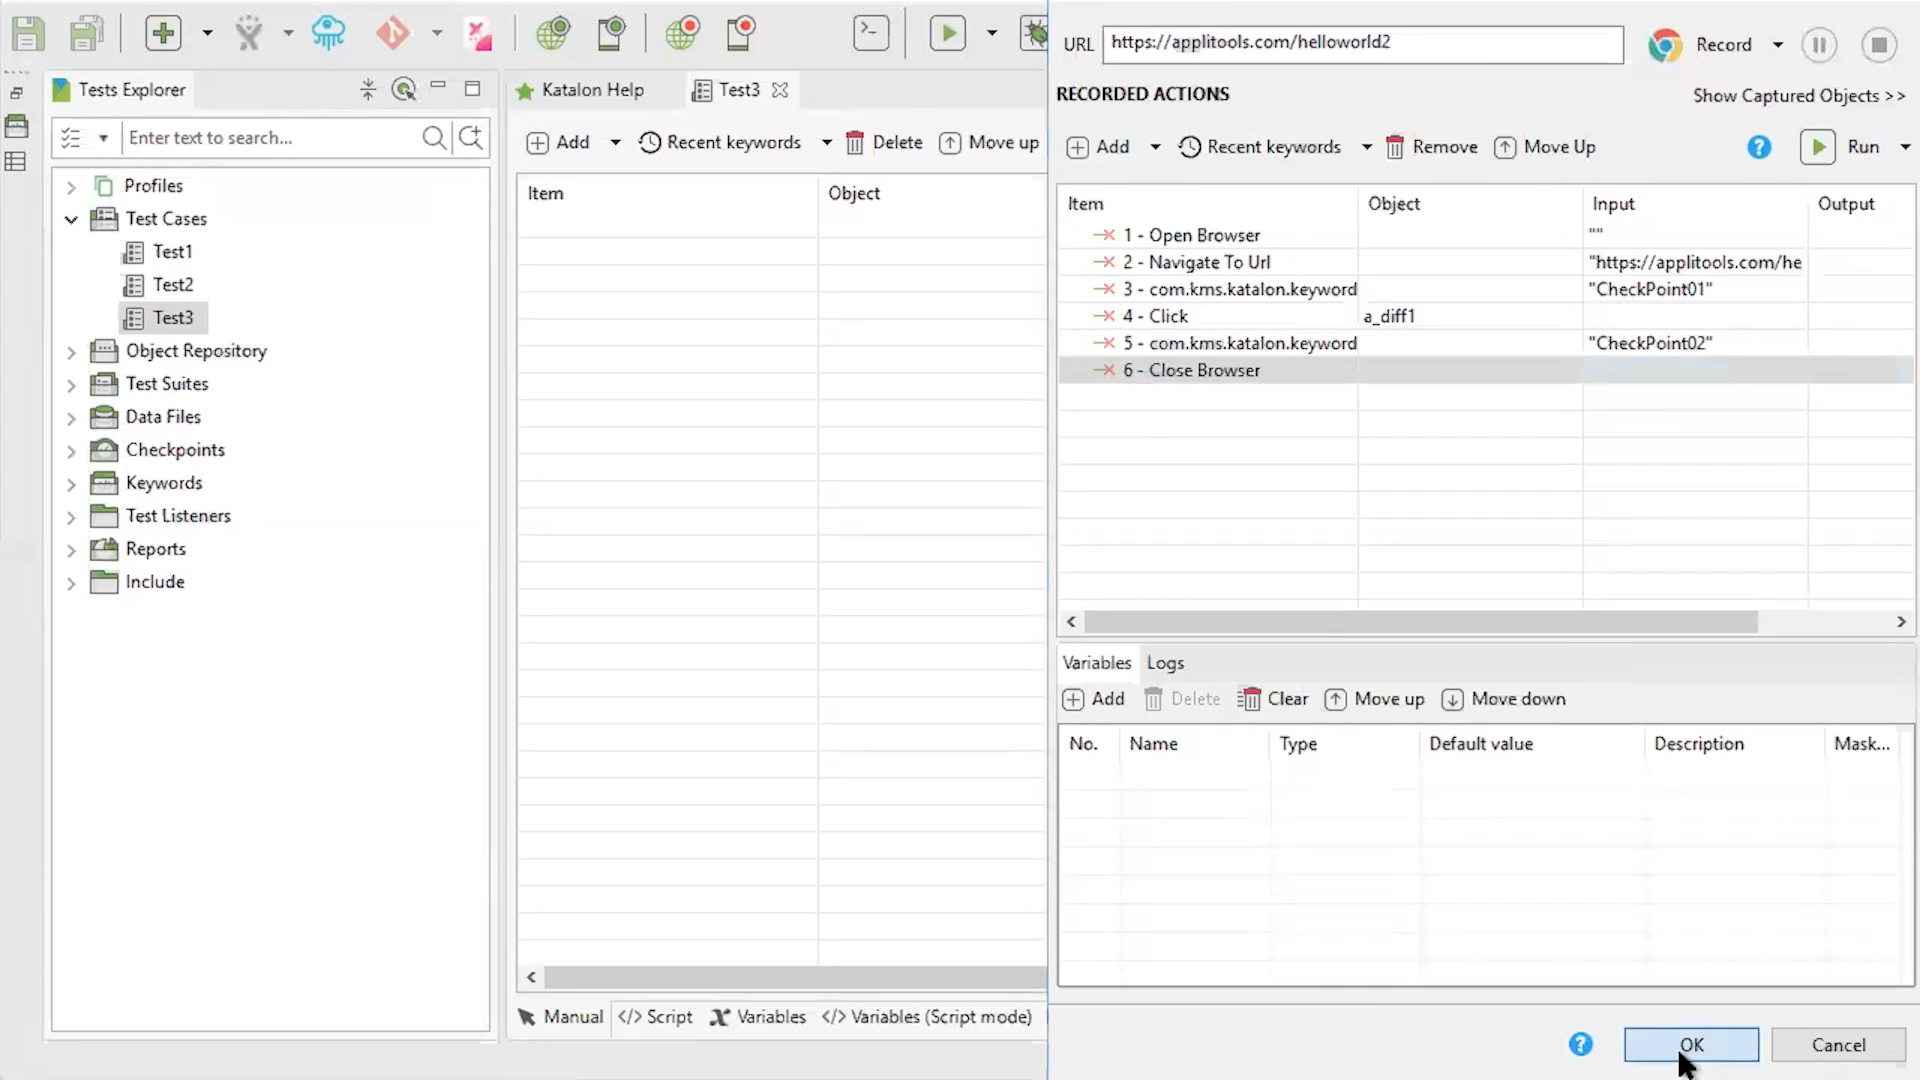 URL https://applitools.com/helloworld2 Record
Tests Explorer
Katalon Help Test3
RECORDED ACTIONS Show Captured Objects >>
Enter text to search...
Add Recent keywords Delete Move up
Add Recent keywords Remove Move Up Run
Item Object
Item Object Input Output
Profiles
Test Cases
Test1
Test2
Test3
Object Repository
Test Suites
Data Files
Checkpoints
Keywords
Test Listeners
Reports
Include
1 - Open Browser ""
2 - Navigate To Url "https://applitools.com/he
3 - com.kms.katalon.keyword "CheckPoint01"
4 - Click a_diff1
5 - com.kms.katalon.keyword "CheckPoint02"
6 - Close Browser
Variables Logs
Add Delete Clear Move up Move down
No. Name Type Default value Description Mask...
Manual </> Script Variables </> Variables (Script mode)
OK Cancel